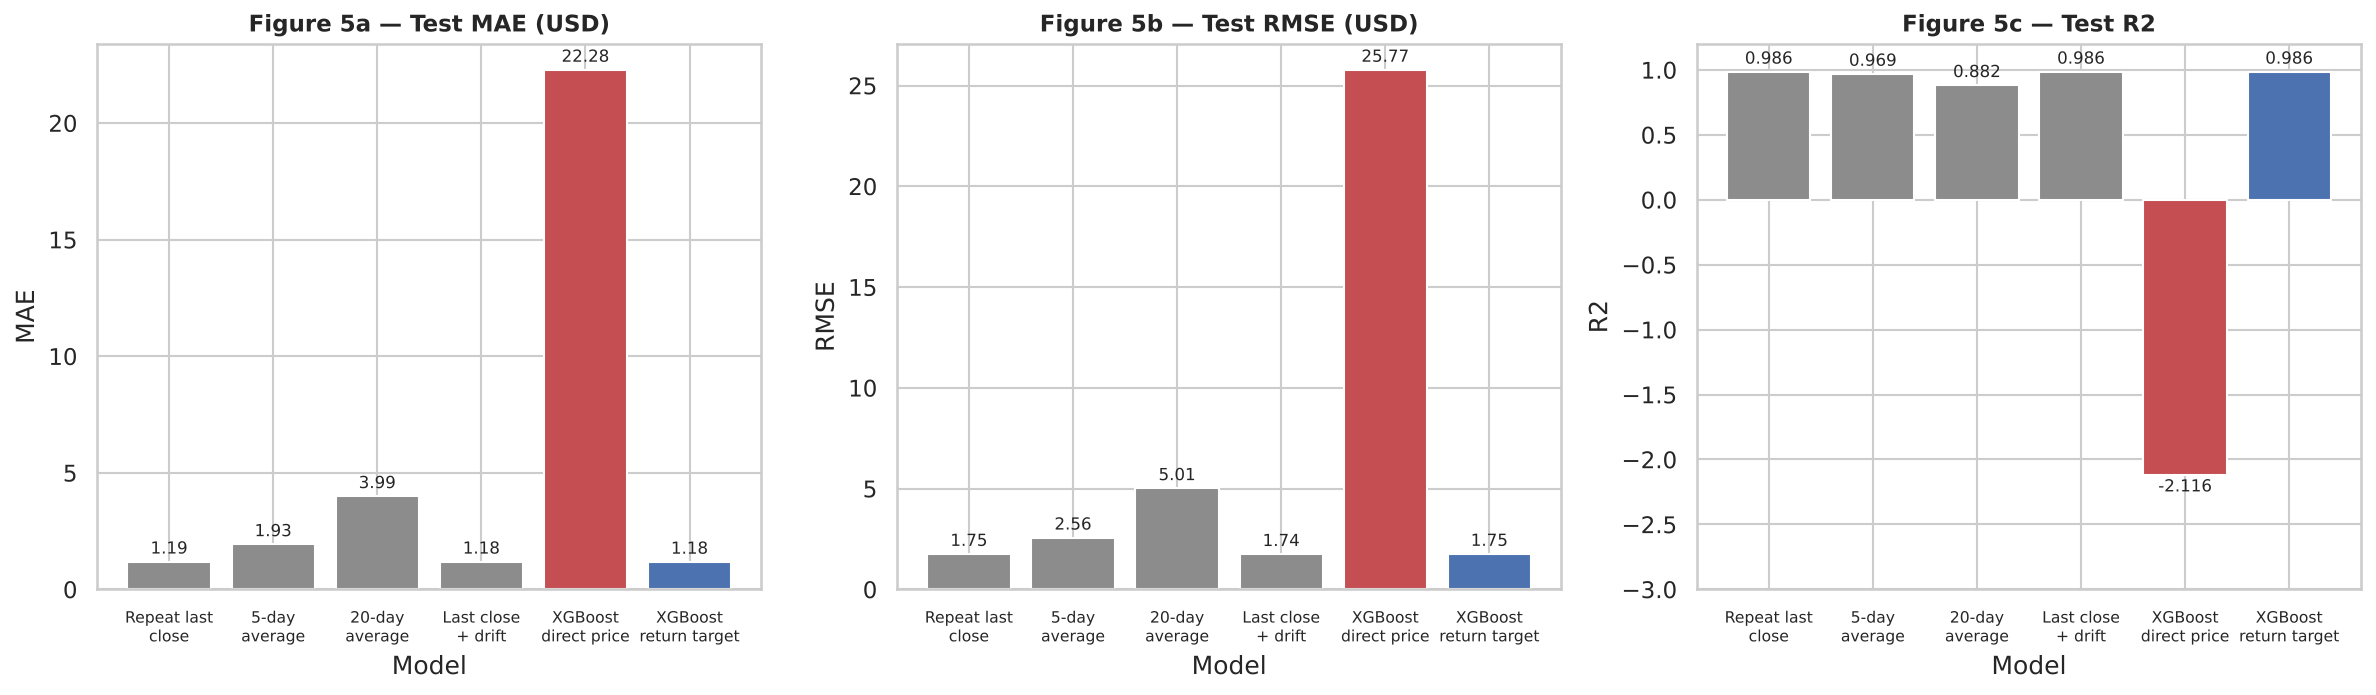 Figure 5a — Test MAE (USD)
22.28
20
15
10
5
0
MAE
1.19
1.93
3.99
1.18
1.18
Repeat last
close
5-day
average
20-day
average
Last close
+ drift
XGBoost
direct price
XGBoost
return target
Model
Figure 5b — Test RMSE (USD)
25.77
25
20
15
10
5
0
RMSE
1.75
2.56
5.01
1.74
1.75
Repeat last
close
5-day
average
20-day
average
Last close
+ drift
XGBoost
direct price
XGBoost
return target
Model
Figure 5c — Test R2
0.986
0.969
0.882
0.986
0.986
1.0
0.5
0.0
−0.5
−1.0
−1.5
−2.0
−2.5
−3.0
R2
-2.116
Repeat last
close
5-day
average
20-day
average
Last close
+ drift
XGBoost
direct price
XGBoost
return target
Model